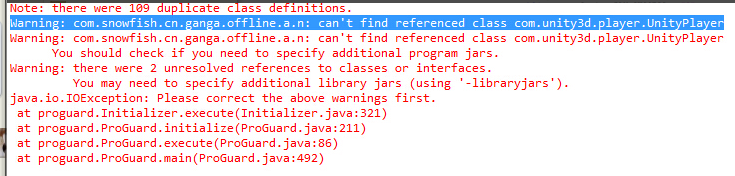 Note: there were 109 duplicate class definitions.
Warning: com.snowfish.cn.ganga.offline.a.n: can't find referenced class com.unity3d.player.UnityPlayer
Warning: com.snowfish.cn.ganga.offline.a.n: can't find referenced class com.unity3d.player.UnityPlayer
You should check if you need to specify additional program jars.
Warning: there were 2 unresolved references to classes or interfaces.
You may need to specify additional library jars (using '-libraryjars').
java.io.IOException: Please correct the above warnings first.
at proguard.Initializer.execute(Initializer.java:321)
at proguard.ProGuard.initialize(ProGuard.java:211)
at proguard.ProGuard.execute(ProGuard.java:86)
at proguard.ProGuard.main(ProGuard.java:492)